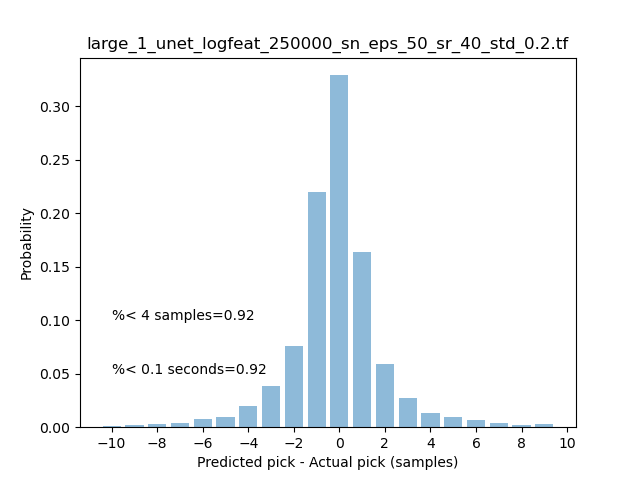 large_1_unet_logfeat_250000_sn_eps_50_sr_40_std_0.2.tf
Probability
0.30
0.25
0.20
0.15
0.10
0.05
0.00
%< 4 samples=0.92
%< 0.1 seconds=0.92
−10 −8 −6 −4 −2 0 2 4 6 8 10
Predicted pick - Actual pick (samples)